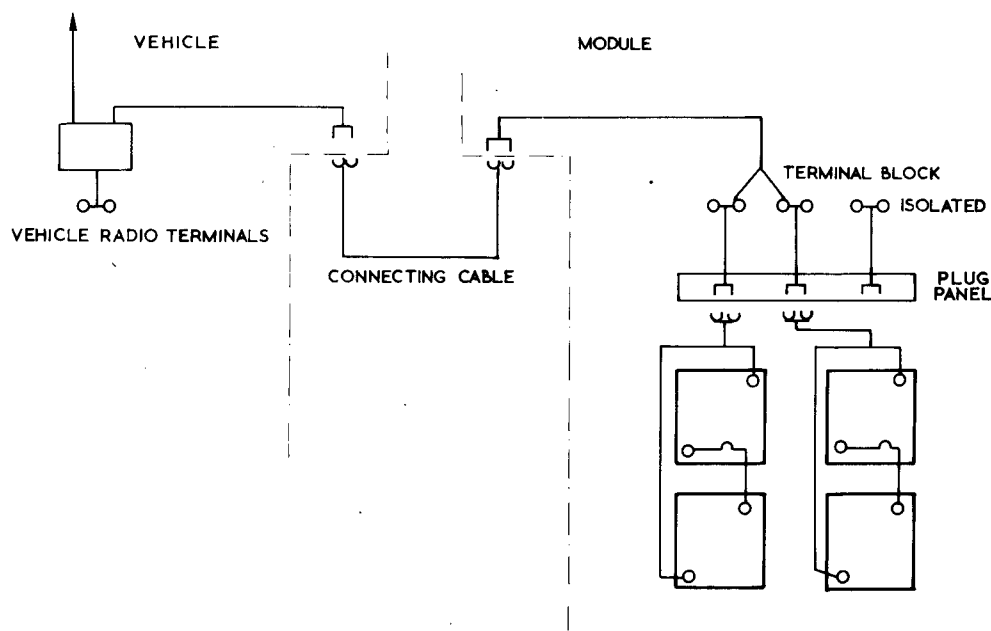 VEHICLE
MODULE
TERMINAL BLOCK
ISOLATED
VEHICLE RADIO TERMINALS
CONNECTING CABLE
PLUG
PANEL